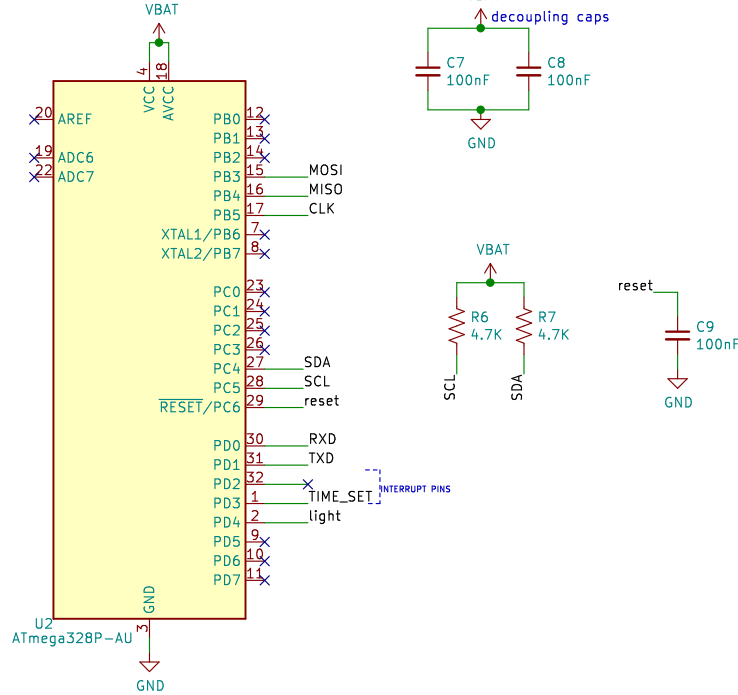 VBAT
decoupling caps
C7
100nF
C8
100nF
GND
4
VCC
18
AVCC
20
AREF
19
ADC6
22
ADC7
PB0
12
PB1
13
PB2
14
PB3
15
MOSI
PB4
16
MISO
PB5
17
CLK
XTAL1/PB6
7
XTAL2/PB7
8
PC0
23
PC1
24
PC2
25
PC3
26
PC4
27
SDA
PC5
28
SCL
RESET/PC6
29
reset
PD0
30
RXD
PD1
31
TXD
PD2
32
PD3
1
TIME_SET
INTERRUPT PINS
PD4
2
light
PD5
9
PD6
10
PD7
11
GND
3
U2
ATmega328P-AU
GND
VBAT
R6
4.7K
R7
4.7K
SCL
SDA
reset
C9
100nF
GND